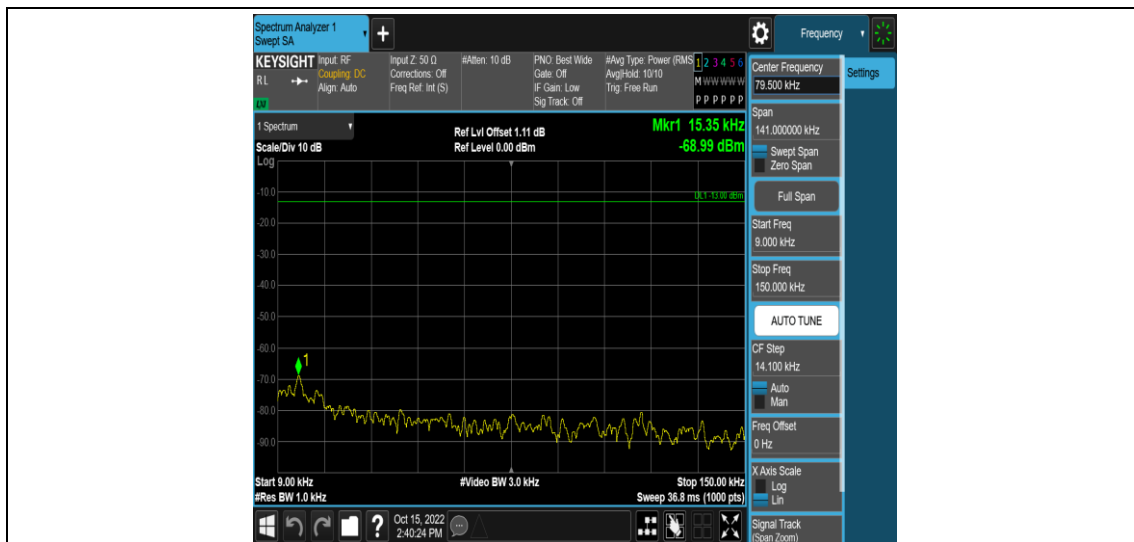 Spectrum Analyzer 1
Swept SA
+
Frequency
KEYSIGHT
RL
LXI
Input: RF
Coupling: DC
Align: Auto
Input Z: 50 Ω
Corrections: Off
Freq Ref: Int (S)
#Atten: 10 dB
PNO: Best Wide
Gate: Off
IF Gain: Low
Sig Track: Off
#Avg Type: Power (RMS
Avg|Hold: 10/10
Trig: Free Run
1 2 3 4 5 6
M W W W W W
P P P P P P
1 Spectrum
Scale/Div 10 dB
Log
Ref Lvl Offset 1.11 dB
Ref Level 0.00 dBm
Mkr1 15.35 kHz
-68.99 dBm
DL1 -13.00 dBm
-10.0
-20.0
-30.0
-40.0
-50.0
-60.0
-70.0
-80.0
-90.0
1
Start 9.00 kHz
#Res BW 1.0 kHz
#Video BW 3.0 kHz
Stop 150.00 kHz
Sweep 36.8 ms (1000 pts)
?
Oct 15, 2022
2:40:24 PM
Center Frequency
79.500 kHz
Settings
Span
141.000000 kHz
Swept Span
Zero Span
Full Span
Start Freq
9.000 kHz
Stop Freq
150.000 kHz
AUTO TUNE
CF Step
14.100 kHz
Auto
Man
Freq Offset
0 Hz
X Axis Scale
Log
Lin
Signal Track
(Span Zoom)